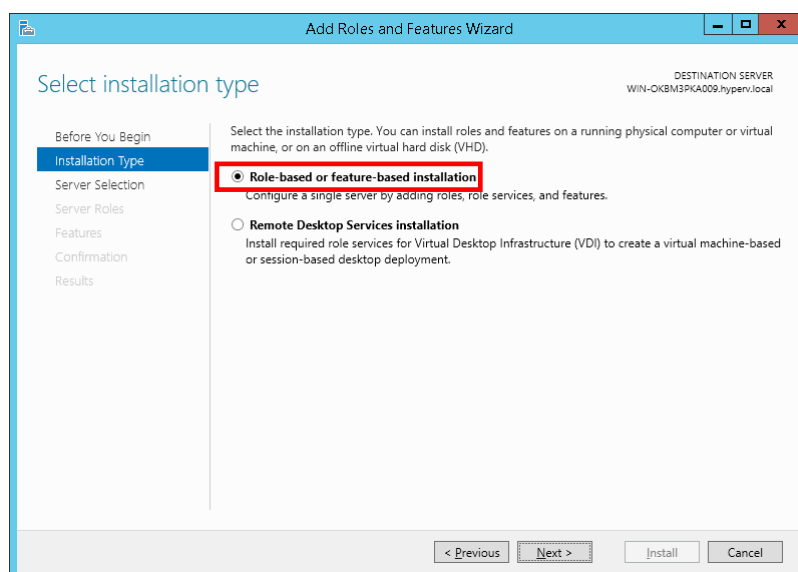 Add Roles and Features Wizard
Select installation type
DESTINATION SERVER
WIN-OKBM3PKA009.hyperv.local
Before You Begin
Installation Type
Server Selection
Server Roles
Features
Confirmation
Results
Select the installation type. You can install roles and features on a running physical computer or virtual
machine, or on an offline virtual hard disk (VHD).
Role-based or feature-based installation
Configure a single server by adding roles, role services, and features.
Remote Desktop Services installation
Install required role services for Virtual Desktop Infrastructure (VDI) to create a virtual machine-based
or session-based desktop deployment.
< Previous
Next >
Install
Cancel